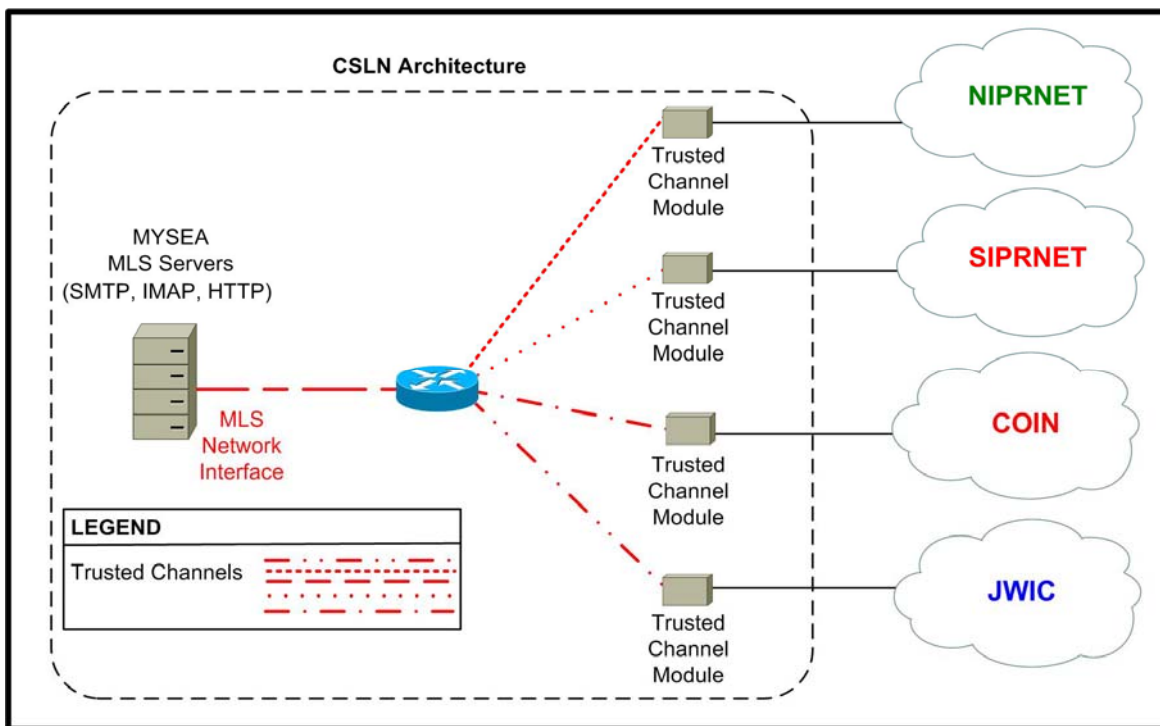 CSLN Architecture
NIPRNET
Trusted
Channel
Module
MYSEA
MLS Servers
(SMTP, IMAP, HTTP)
SIPRNET
Trusted
Channel
Module
MLS
Network
Interface
COIN
Trusted
Channel
Module
LEGEND
Trusted Channels
JWIC
Trusted
Channel
Module